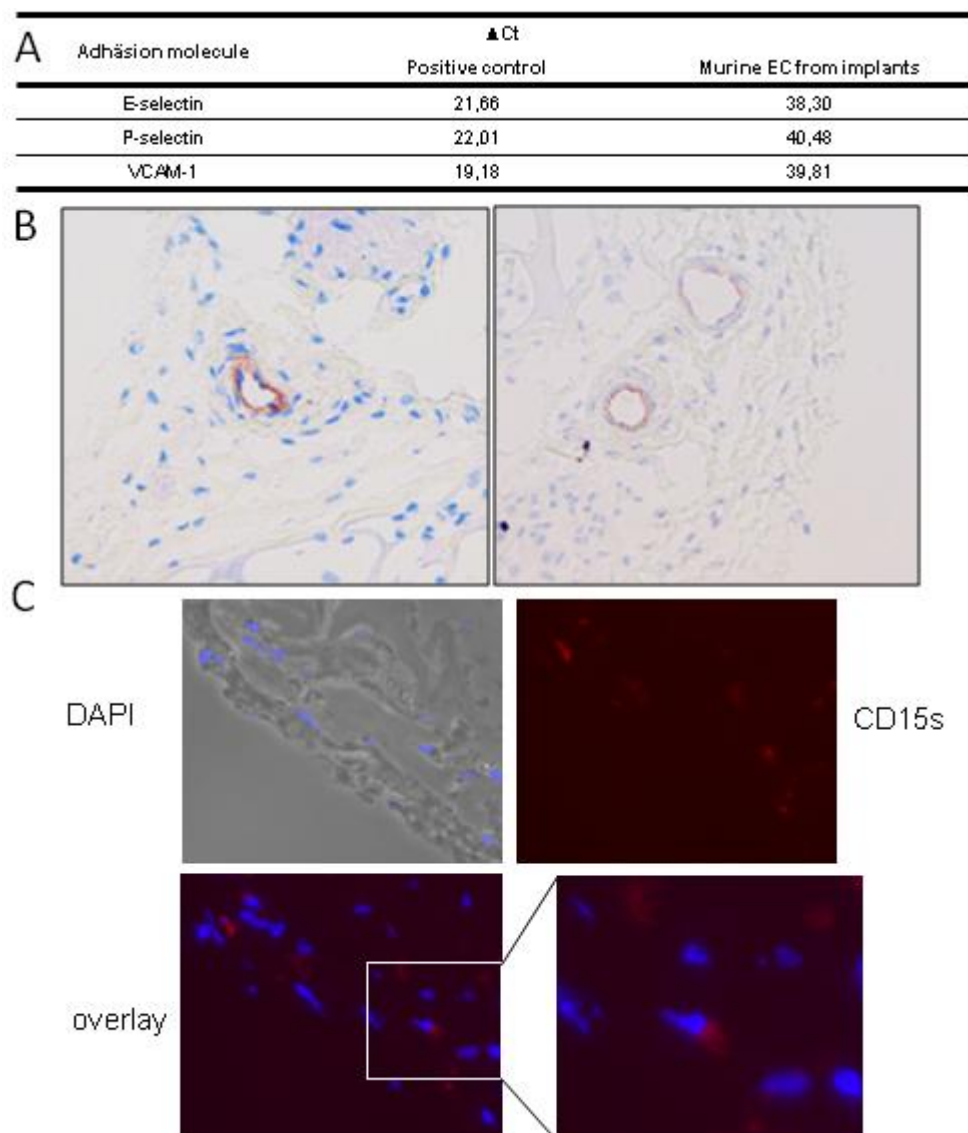 A
Adhäsion molecule
▲Ct
Positive control
Murine EC from implants
E-selectin 21,66 38,30
P-selectin 22,01 40,48
VCAM-1 19,18 39,81
B
C
DAPI
CD15s
overlay